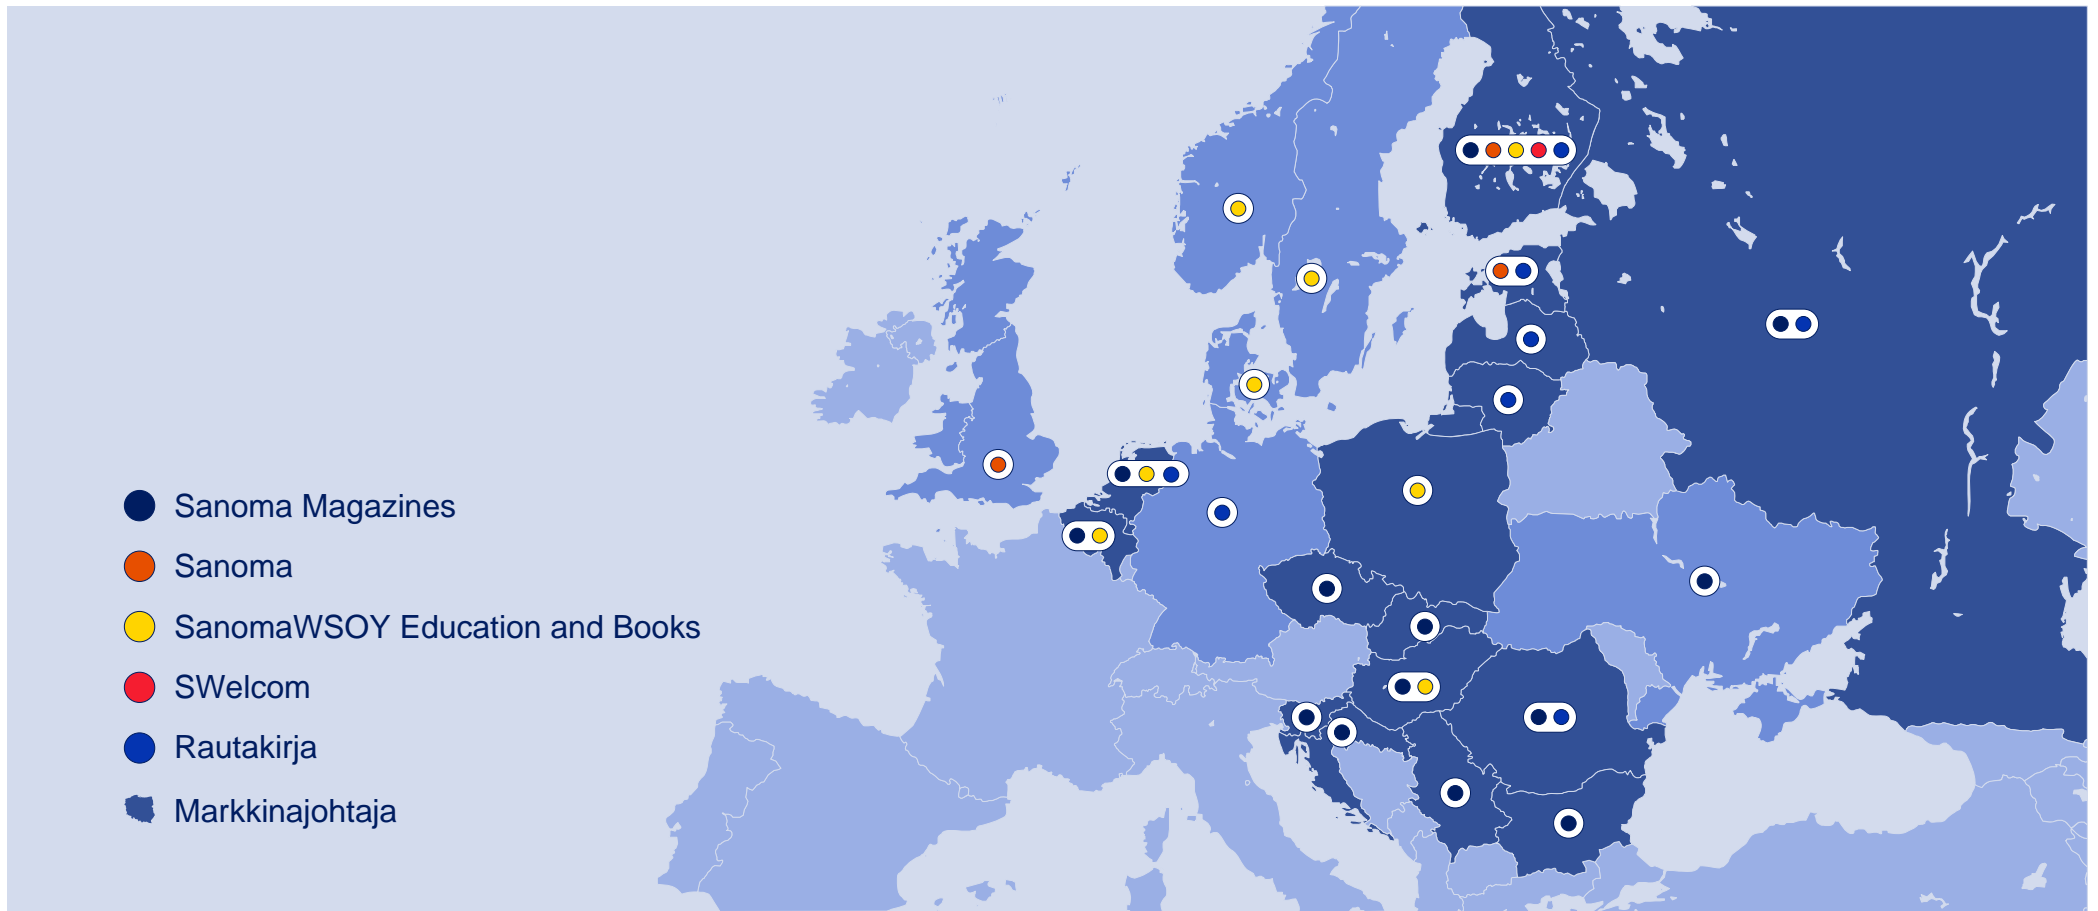 Sanoma Magazines
Sanoma
SanomaWSOY Education and Books
SWelcom
Rautakirja
Markkinajohtaja